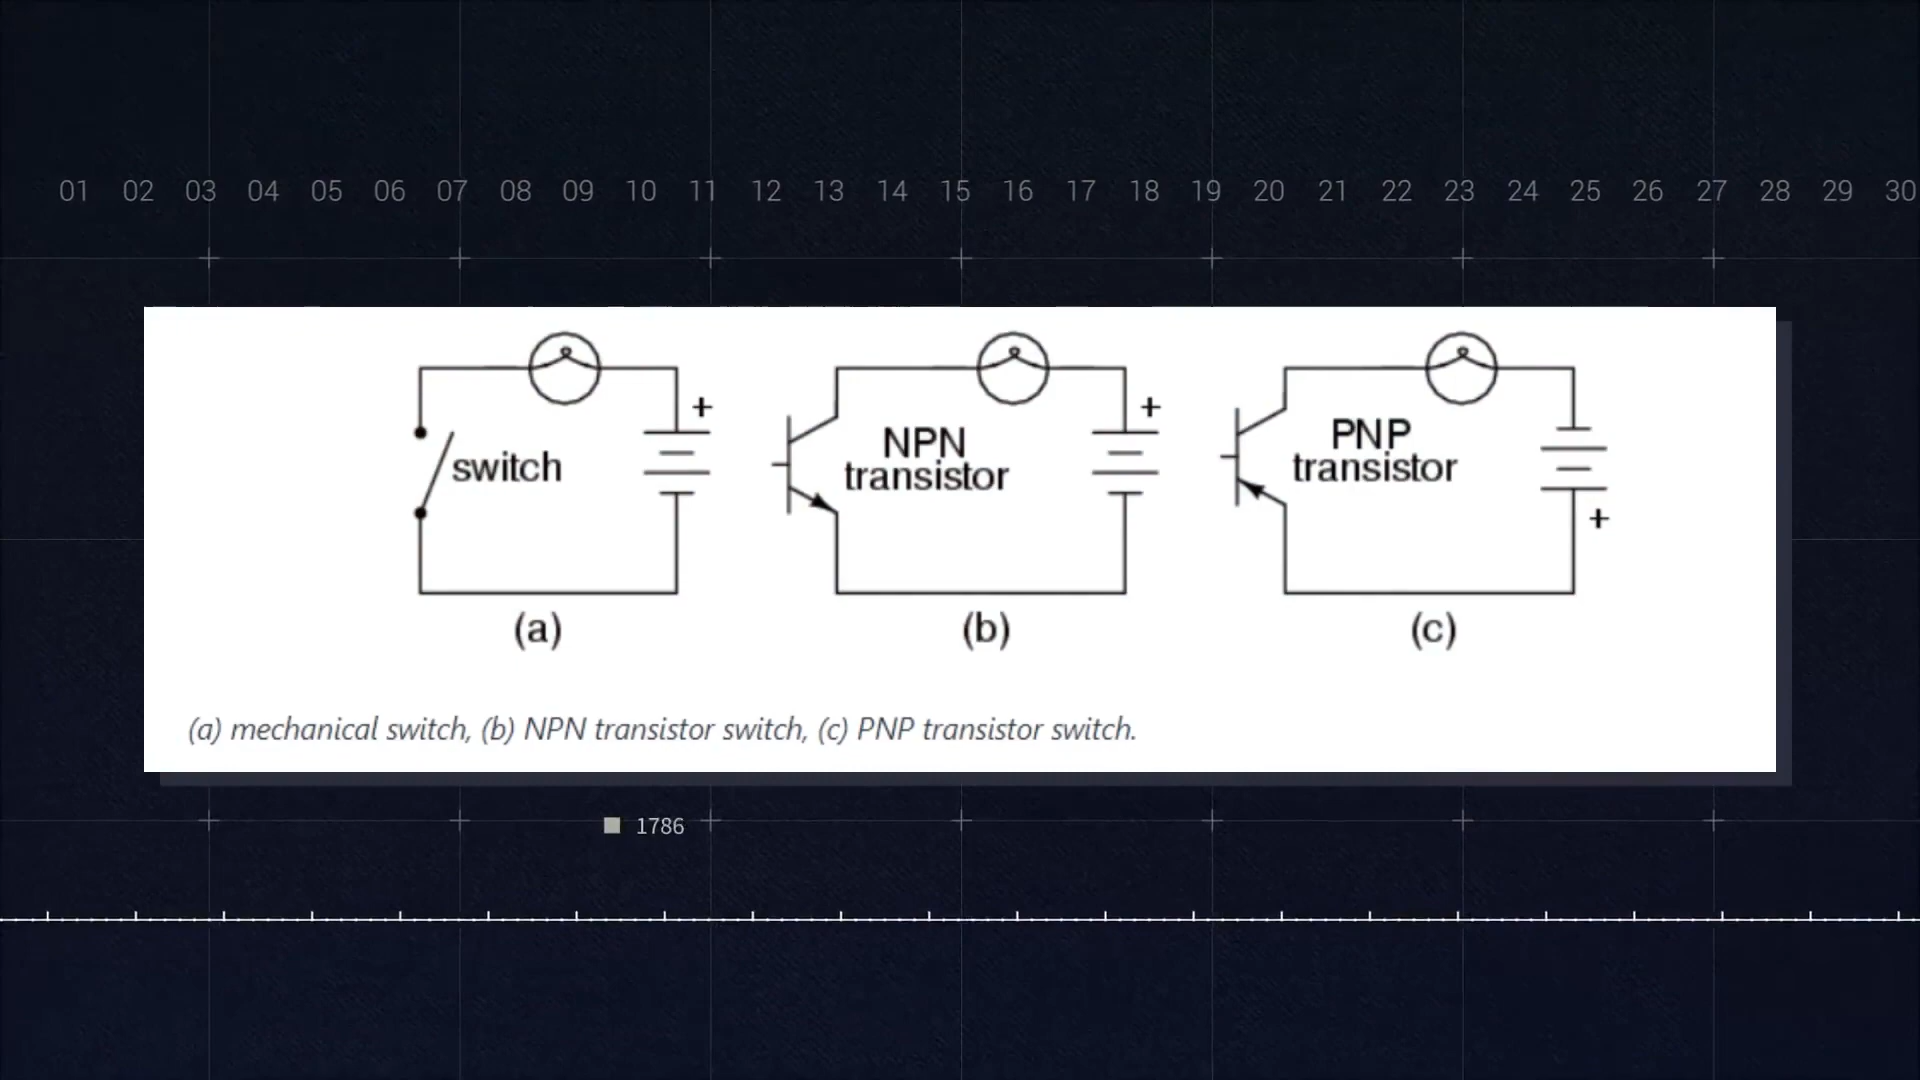 01 02 03 04 05 06 07 08 09 10 11 12 13 14 15 16 17 18 19 20 21 22 23 24 25 26 27 28 29 30
+ + +
switch
NPN
transistor
PNP
transistor
(a) (b) (c)
(a) mechanical switch, (b) NPN transistor switch, (c) PNP transistor switch.
1786